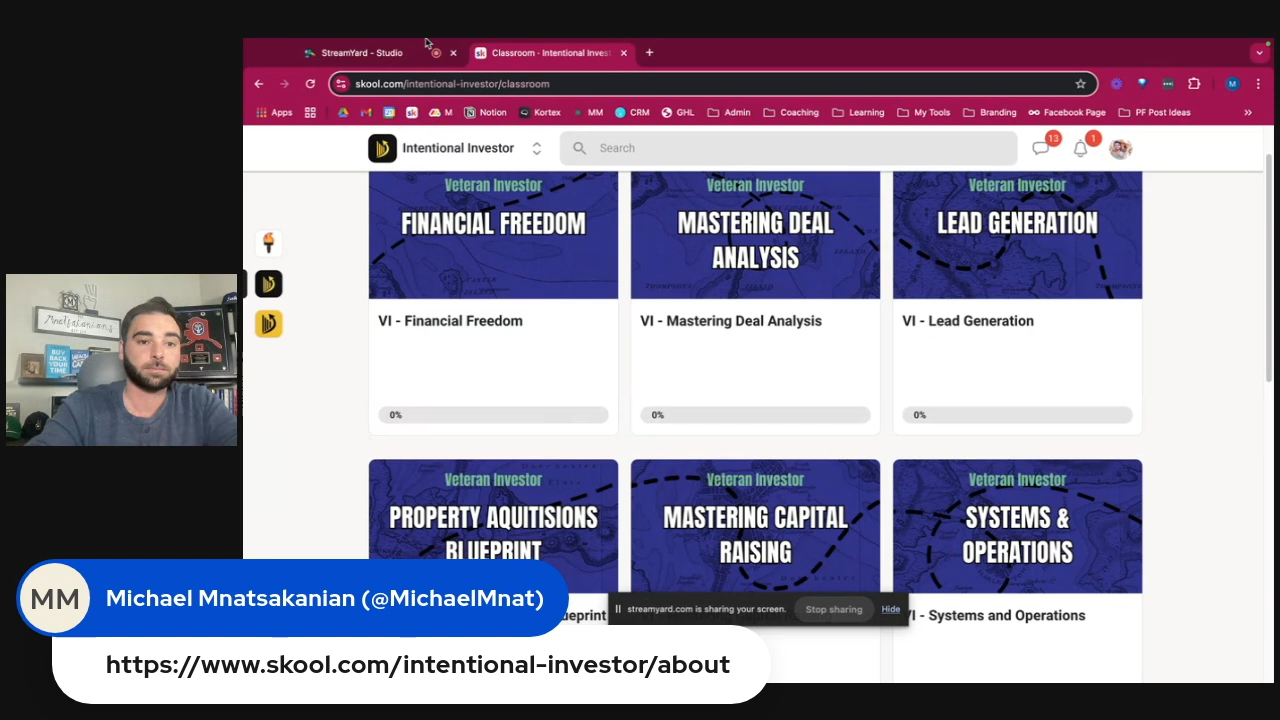 StreamYard - Studio
Classroom - Intentional Invest
skool.com/intentional-investor/classroom
Apps
M
Notion
Kortex
MM
CRM
GHL
Admin
Coaching
Learning
My Tools
Branding
Facebook Page
PF Post Ideas
Intentional Investor
Search
13
1
Veteran Investor
FINANCIAL FREEDOM
VI - Financial Freedom
0%
Veteran Investor
MASTERING DEAL
ANALYSIS
VI - Mastering Deal Analysis
0%
Veteran Investor
LEAD GENERATION
VI - Lead Generation
0%
BUY
BACK
YOUR
TIME
Veteran Investor
PROPERTY AQUITISIONS
BLUEPRINT
ueprint
Veteran Investor
MASTERING CAPITAL
RAISING
Veteran Investor
SYSTEMS &
OPERATIONS
VI - Systems and Operations
streamyard.com is sharing your screen.
Stop sharing
Hide
MM
Michael Mnatsakanian (@MichaelMnat)
https://www.skool.com/intentional-investor/about